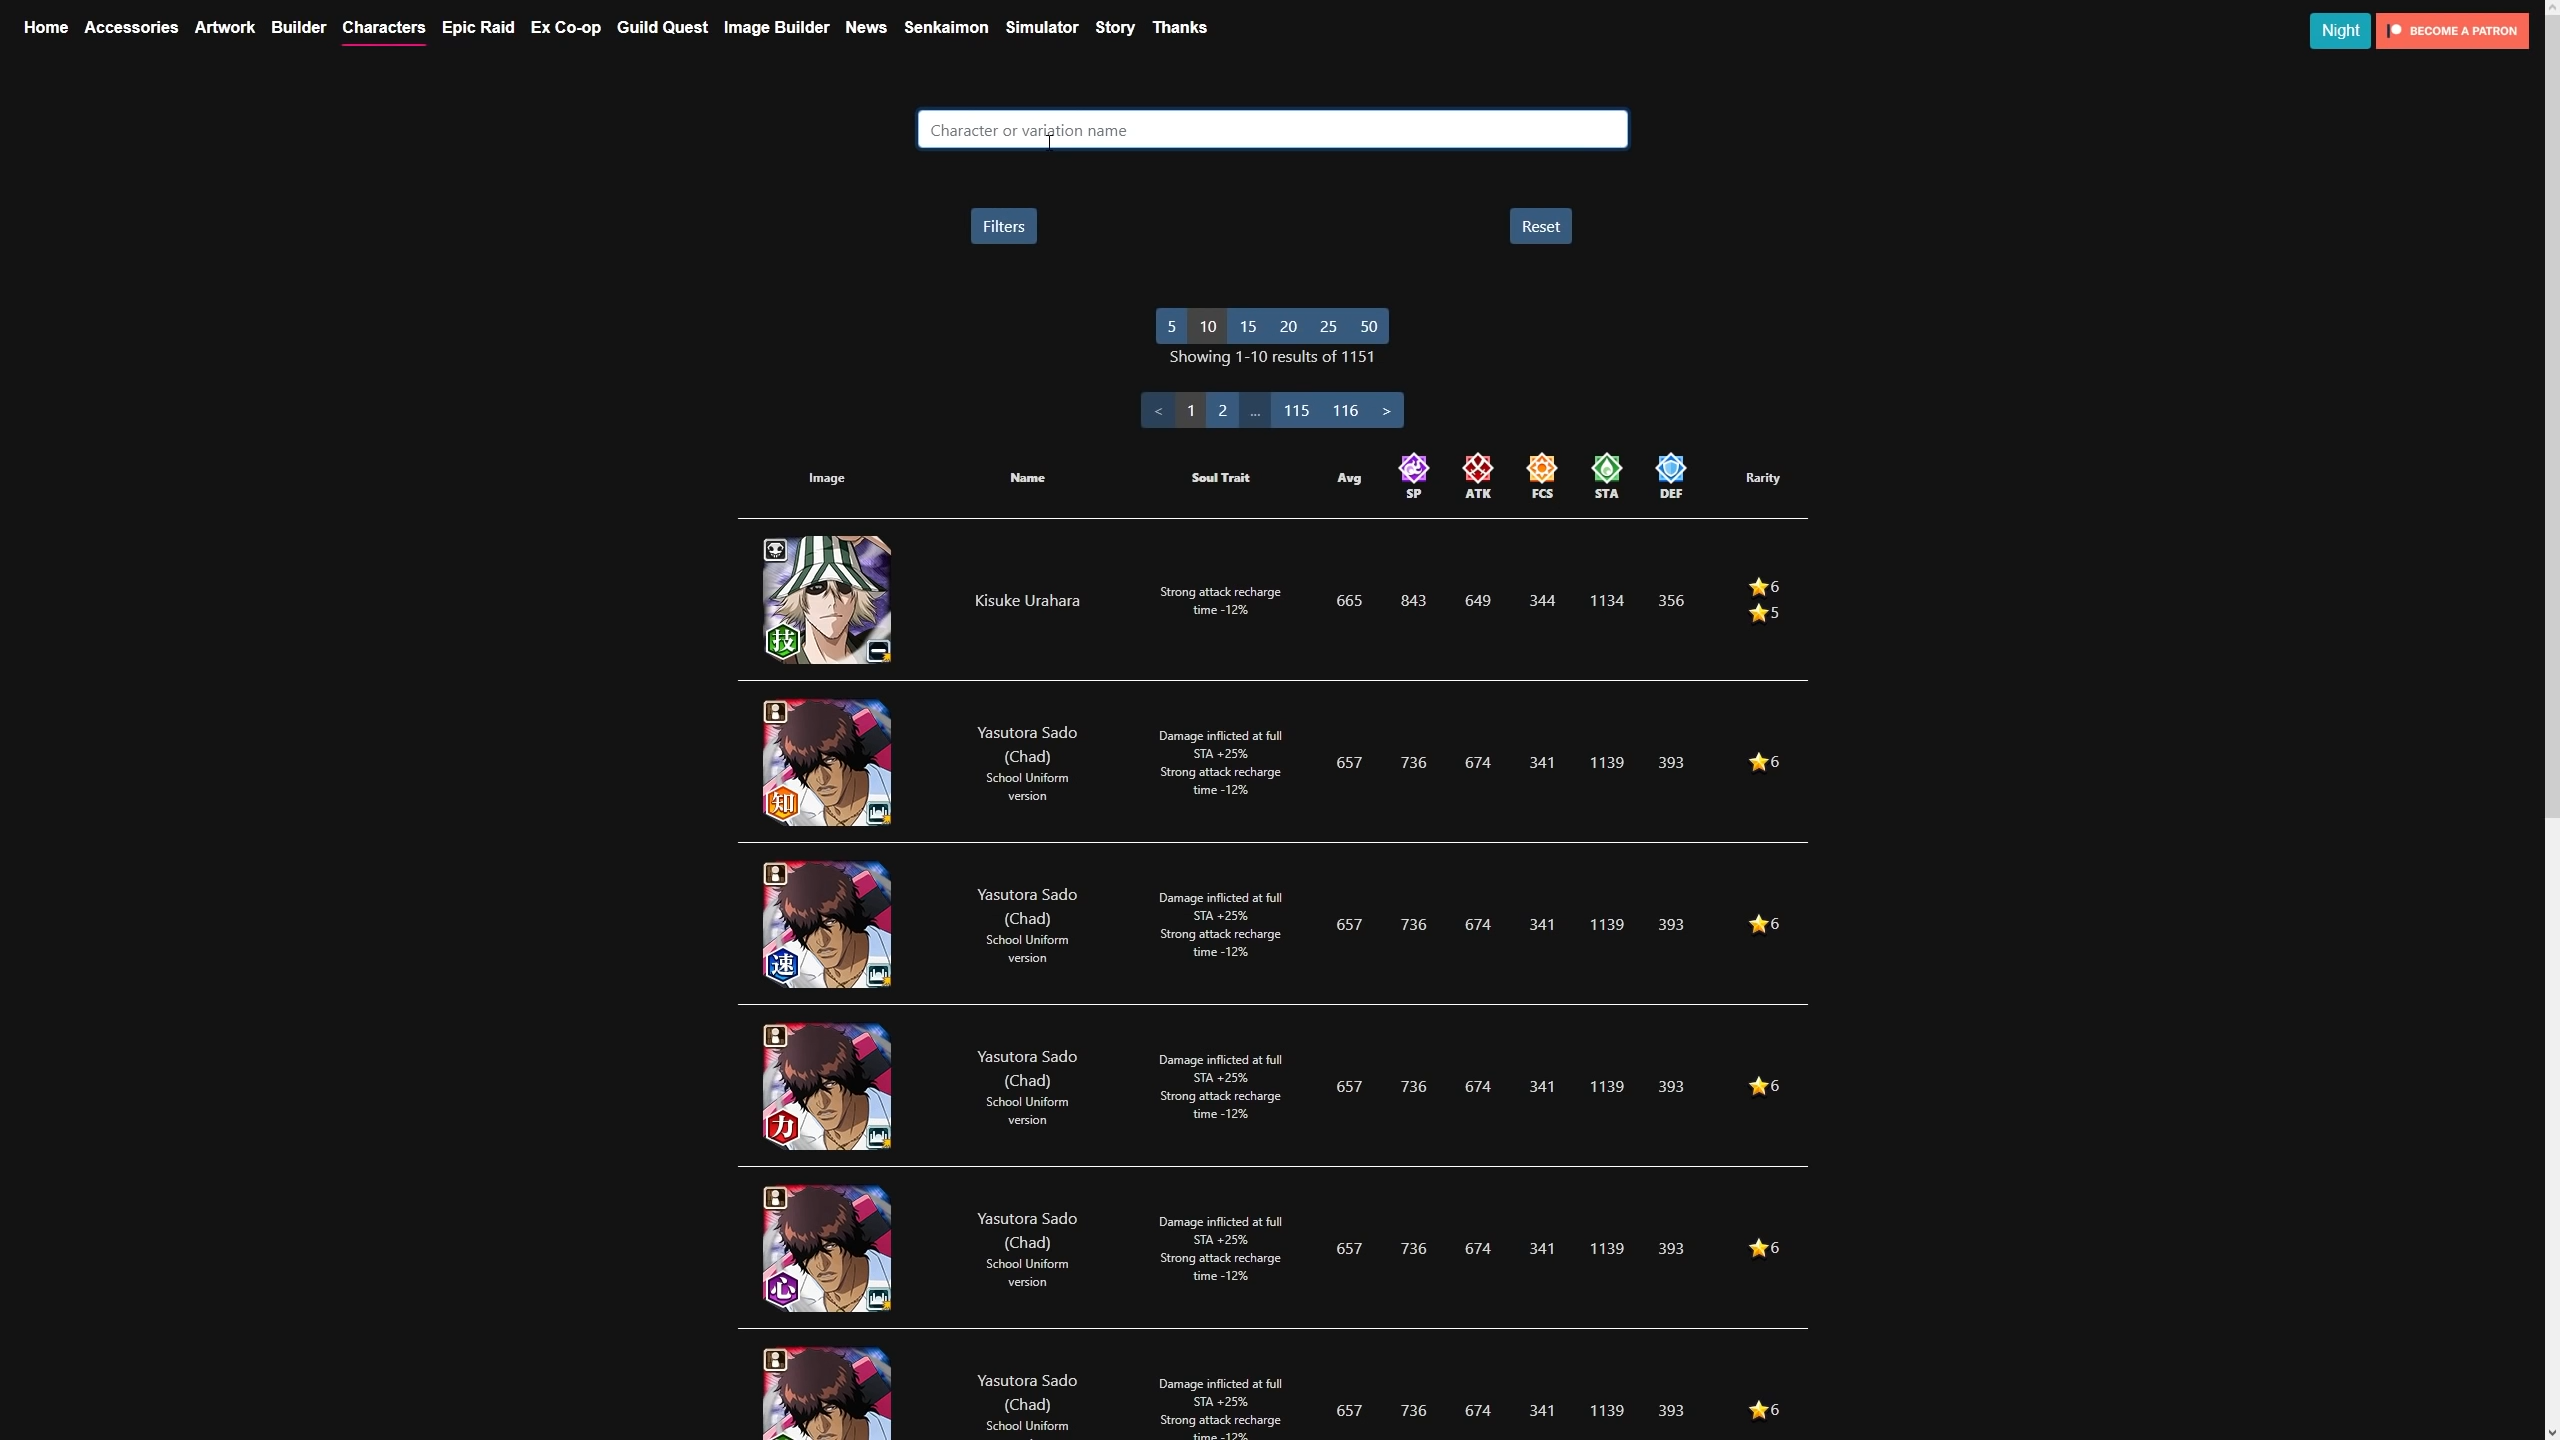 Home Accessories Artwork Builder Characters Epic Raid Ex Co-op Guild Quest Image Builder News Senkaimon Simulator Story Thanks
Night BECOME A PATRON
Character or variation name
Filters
Reset
5 10 15 20 25 50
Showing 1-10 results of 1151
< 1 2 ... 115 116 >
Image Name Soul Trait Avg SP ATK FCS STA DEF Rarity
技
Kisuke Urahara
Strong attack recharge
time -12%
665 843 649 344 1134 356
6
5
知
Yasutora Sado
(Chad)
School Uniform
version
Damage inflicted at full
STA +25%
Strong attack recharge
time -12%
657 736 674 341 1139 393 6
速
Yasutora Sado
(Chad)
School Uniform
version
Damage inflicted at full
STA +25%
Strong attack recharge
time -12%
657 736 674 341 1139 393 6
力
Yasutora Sado
(Chad)
School Uniform
version
Damage inflicted at full
STA +25%
Strong attack recharge
time -12%
657 736 674 341 1139 393 6
心
Yasutora Sado
(Chad)
School Uniform
version
Damage inflicted at full
STA +25%
Strong attack recharge
time -12%
657 736 674 341 1139 393 6
Yasutora Sado
(Chad)
School Uniform
Damage inflicted at full
STA +25%
Strong attack recharge
time -12%
657 736 674 341 1139 393 6